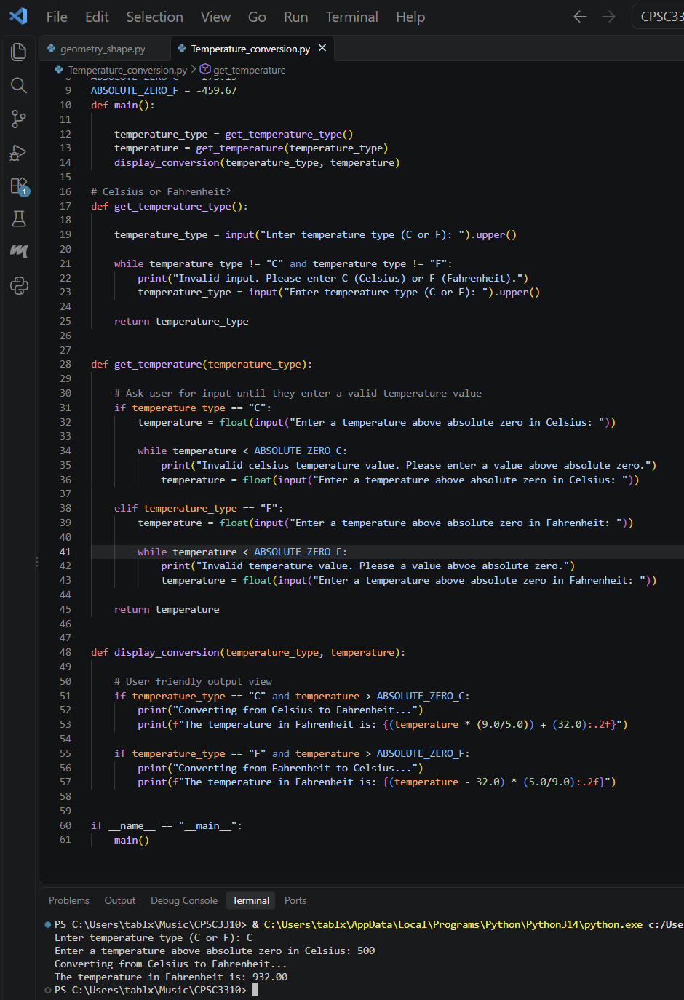 File Edit Selection View Go Run Terminal Help CPSC33
geometry_shape.py Temperature_conversion.py
Temperature_conversion.py > get_temperature
9 ABSOLUTE_ZERO_F = -459.67
10 def main():
11
12 temperature_type = get_temperature_type()
13 temperature = get_temperature(temperature_type)
14 display_conversion(temperature_type, temperature)
15
16 # Celsius or Fahrenheit?
17 def get_temperature_type():
18
19 temperature_type = input("Enter temperature type (C or F): ").upper()
20
21 while temperature_type != "C" and temperature_type != "F":
22 print("Invalid input. Please enter C (Celsius) or F (Fahrenheit).")
23 temperature_type = input("Enter temperature type (C or F): ").upper()
24
25 return temperature_type
26
27
28 def get_temperature(temperature_type):
29
30 # Ask user for input until they enter a valid temperature value
31 if temperature_type == "C":
32 temperature = float(input("Enter a temperature above absolute zero in Celsius: "))
33
34 while temperature < ABSOLUTE_ZERO_C:
35 print("Invalid celsius temperature value. Please enter a value above absolute zero.")
36 temperature = float(input("Enter a temperature above absolute zero in Celsius: "))
37
38 elif temperature_type == "F":
39 temperature = float(input("Enter a temperature above absolute zero in Fahrenheit: "))
40
41 while temperature < ABSOLUTE_ZERO_F:
42 print("Invalid temperature value. Please a value abvoe absolute zero.")
43 temperature = float(input("Enter a temperature above absolute zero in Fahrenheit: "))
44
45 return temperature
46
47
48 def display_conversion(temperature_type, temperature):
49
50 # User friendly output view
51 if temperature_type == "C" and temperature > ABSOLUTE_ZERO_C:
52 print("Converting from Celsius to Fahrenheit...")
53 print(f"The temperature in Fahrenheit is: {(temperature * (9.0/5.0)) + (32.0):.2f}")
54
55 if temperature_type == "F" and temperature > ABSOLUTE_ZERO_F:
56 print("Converting from Fahrenheit to Celsius...")
57 print(f"The temperature in Fahrenheit is: {(temperature - 32.0) * (5.0/9.0):.2f}")
58
59
60 if __name__ == "__main__":
61 main()
1
Problems Output Debug Console Terminal Ports
PS C:\Users\tablx\Music\CPSC3310> & C:\Users\tablx\AppData\Local\Programs\Python\Python314\python.exe c:/Use
Enter temperature type (C or F): C
Enter a temperature above absolute zero in Celsius: 500
Converting from Celsius to Fahrenheit...
The temperature in Fahrenheit is: 932.00
PS C:\Users\tablx\Music\CPSC3310>